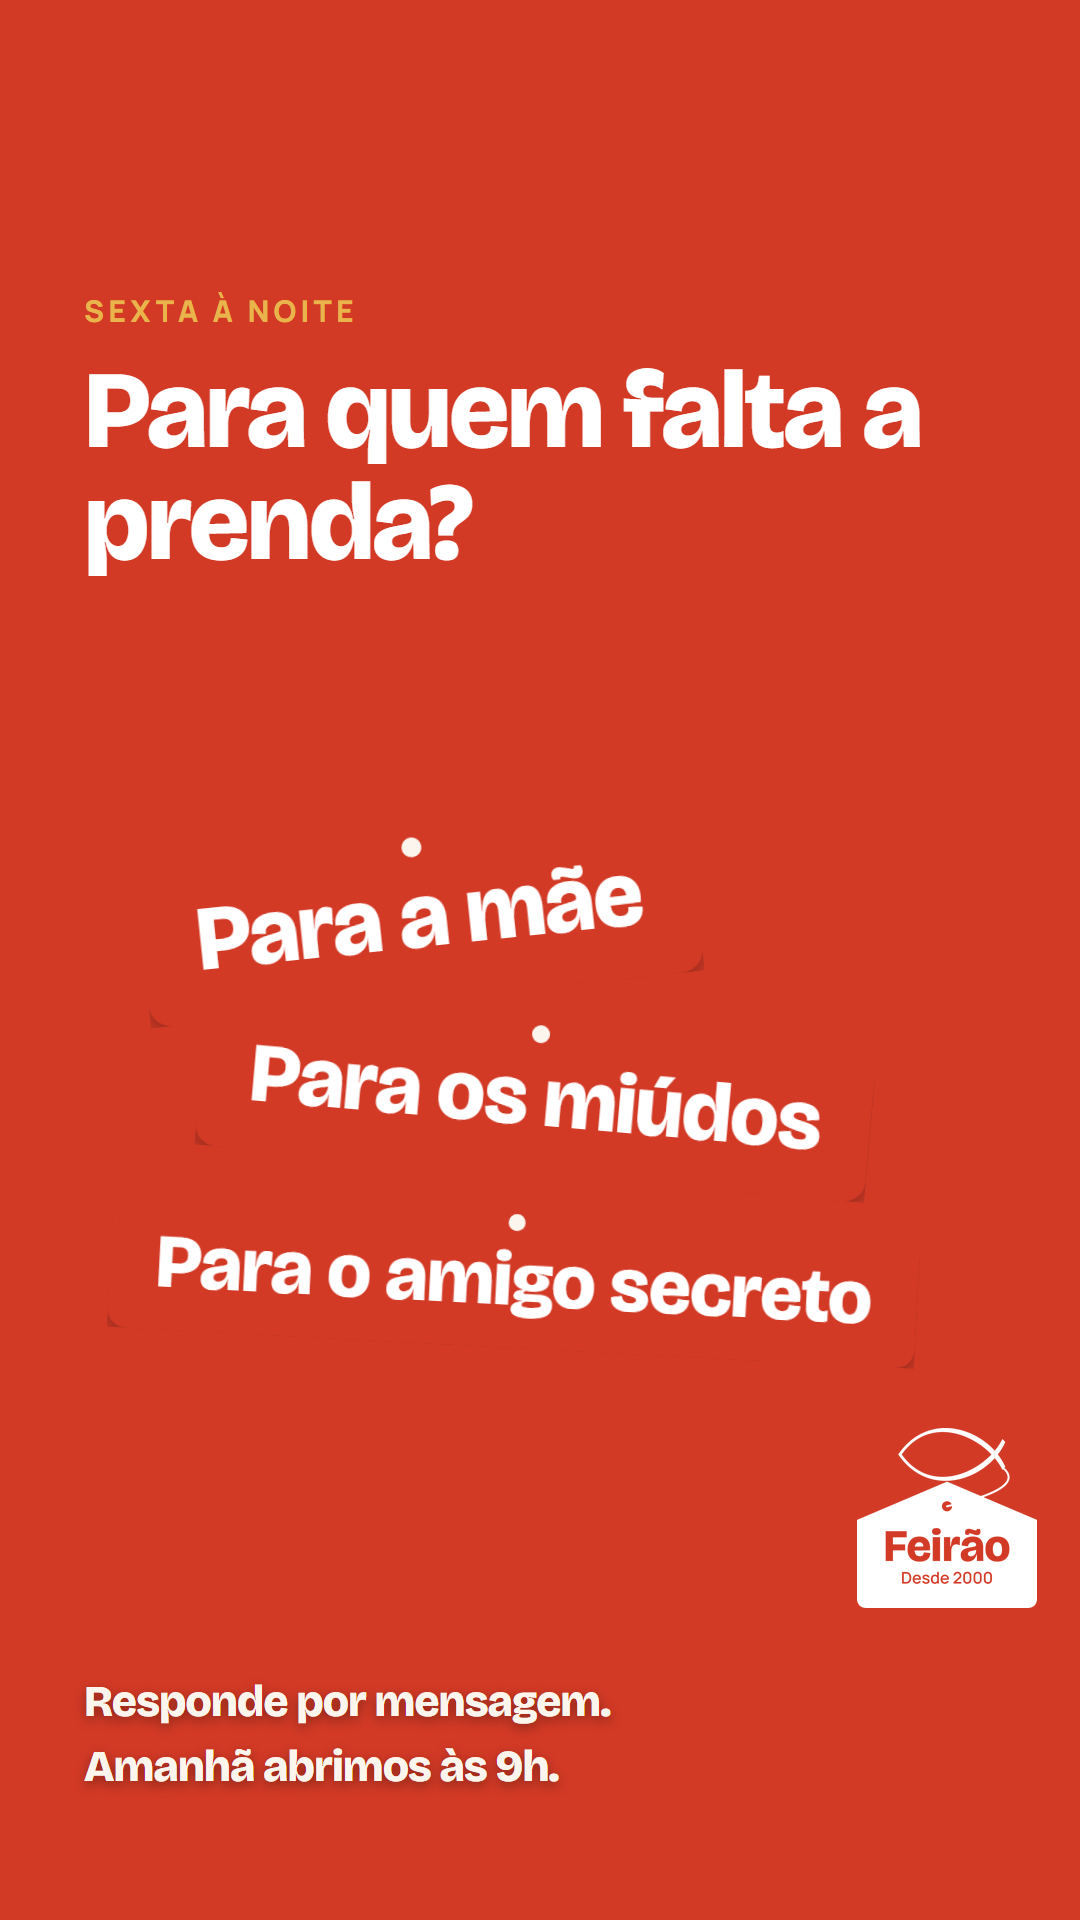 SEXTA À NOITE
Para quem falta a
prenda?
Para a mãe
Para os miúdos
Para o amigo secreto
Feirão
Desde 2000
Responde por mensagem.
Amanhã abrimos às 9h.